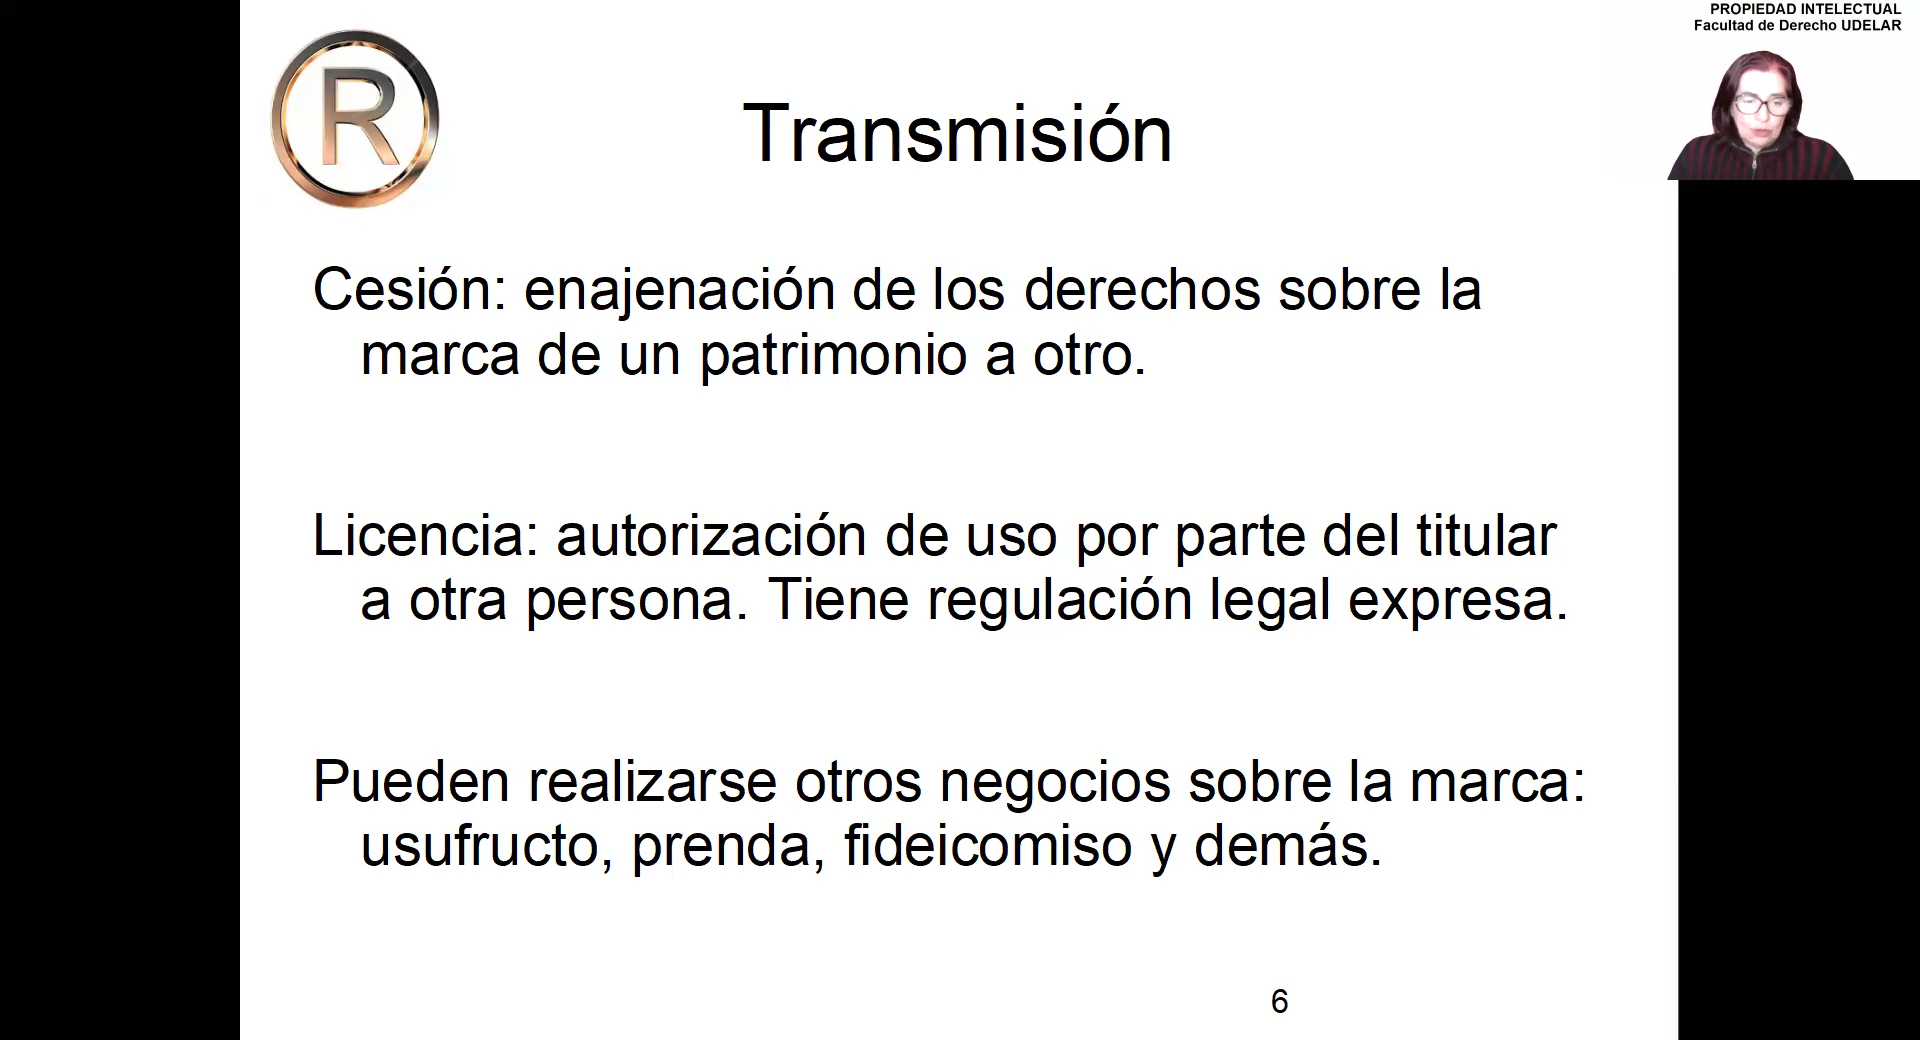 PROPIEDAD INTELECTUAL
Facultad de Derecho UDELAR
R
Transmisión
Cesión: enajenación de los derechos sobre la
marca de un patrimonio a otro.
Licencia: autorización de uso por parte del titular
a otra persona. Tiene regulación legal expresa.
Pueden realizarse otros negocios sobre la marca:
usufructo, prenda, fideicomiso y demás.
6